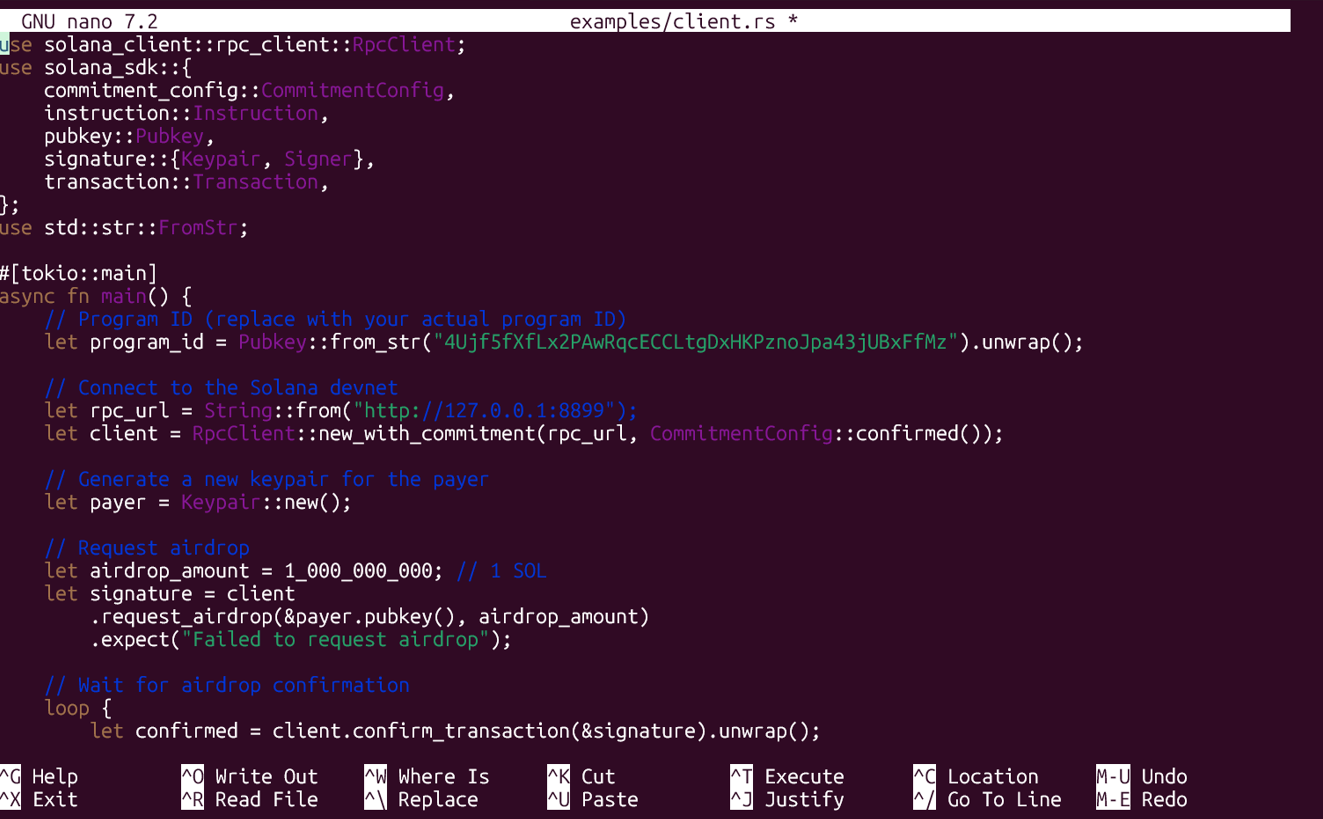 GNU nano 7.2 examples/client.rs *
use solana_client::rpc_client::RpcClient;
use solana_sdk::{
    commitment_config::CommitmentConfig,
    instruction::Instruction,
    pubkey::Pubkey,
    signature::{Keypair, Signer},
    transaction::Transaction,
};
use std::str::FromStr;

#[tokio::main]
async fn main() {
    // Program ID (replace with your actual program ID)
    let program_id = Pubkey::from_str("4Ujf5fXfLx2PAwRqcECCLtgDxHKPznoJpa43jUBxFfMz").unwrap();

    // Connect to the Solana devnet
    let rpc_url = String::from("http://127.0.0.1:8899");
    let client = RpcClient::new_with_commitment(rpc_url, CommitmentConfig::confirmed());

    // Generate a new keypair for the payer
    let payer = Keypair::new();

    // Request airdrop
    let airdrop_amount = 1_000_000_000; // 1 SOL
    let signature = client
        .request_airdrop(&payer.pubkey(), airdrop_amount)
        .expect("Failed to request airdrop");

    // Wait for airdrop confirmation
    loop {
        let confirmed = client.confirm_transaction(&signature).unwrap();

^G Help ^O Write Out ^W Where Is ^K Cut ^T Execute ^C Location M-U Undo
^X Exit ^R Read File ^\ Replace ^U Paste ^J Justify ^/ Go To Line M-E Redo